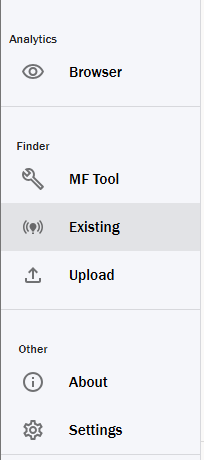 Analytics
Browser
Finder
MF Tool
Existing
Upload
Other
About
Settings